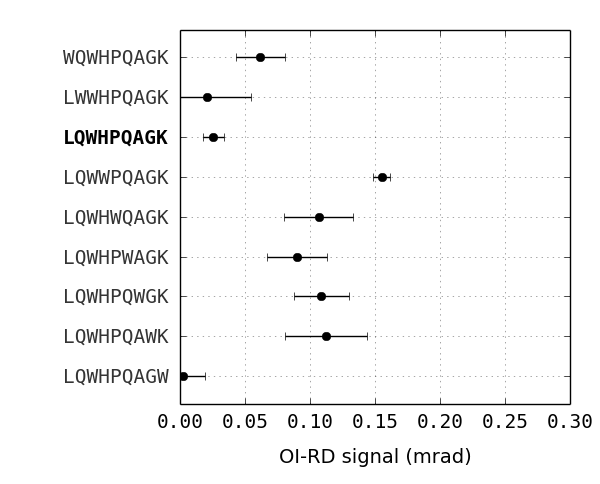 WQWHPQAGK
LWWHPQAGK
LQWHPQAGK
LQWWPQAGK
LQWHWQAGK
LQWHPWAGK
LQWHPQWGK
LQWHPQAWK
LQWHPQAGW
0.00 0.05 0.10 0.15 0.20 0.25 0.30
OI-RD signal (mrad)